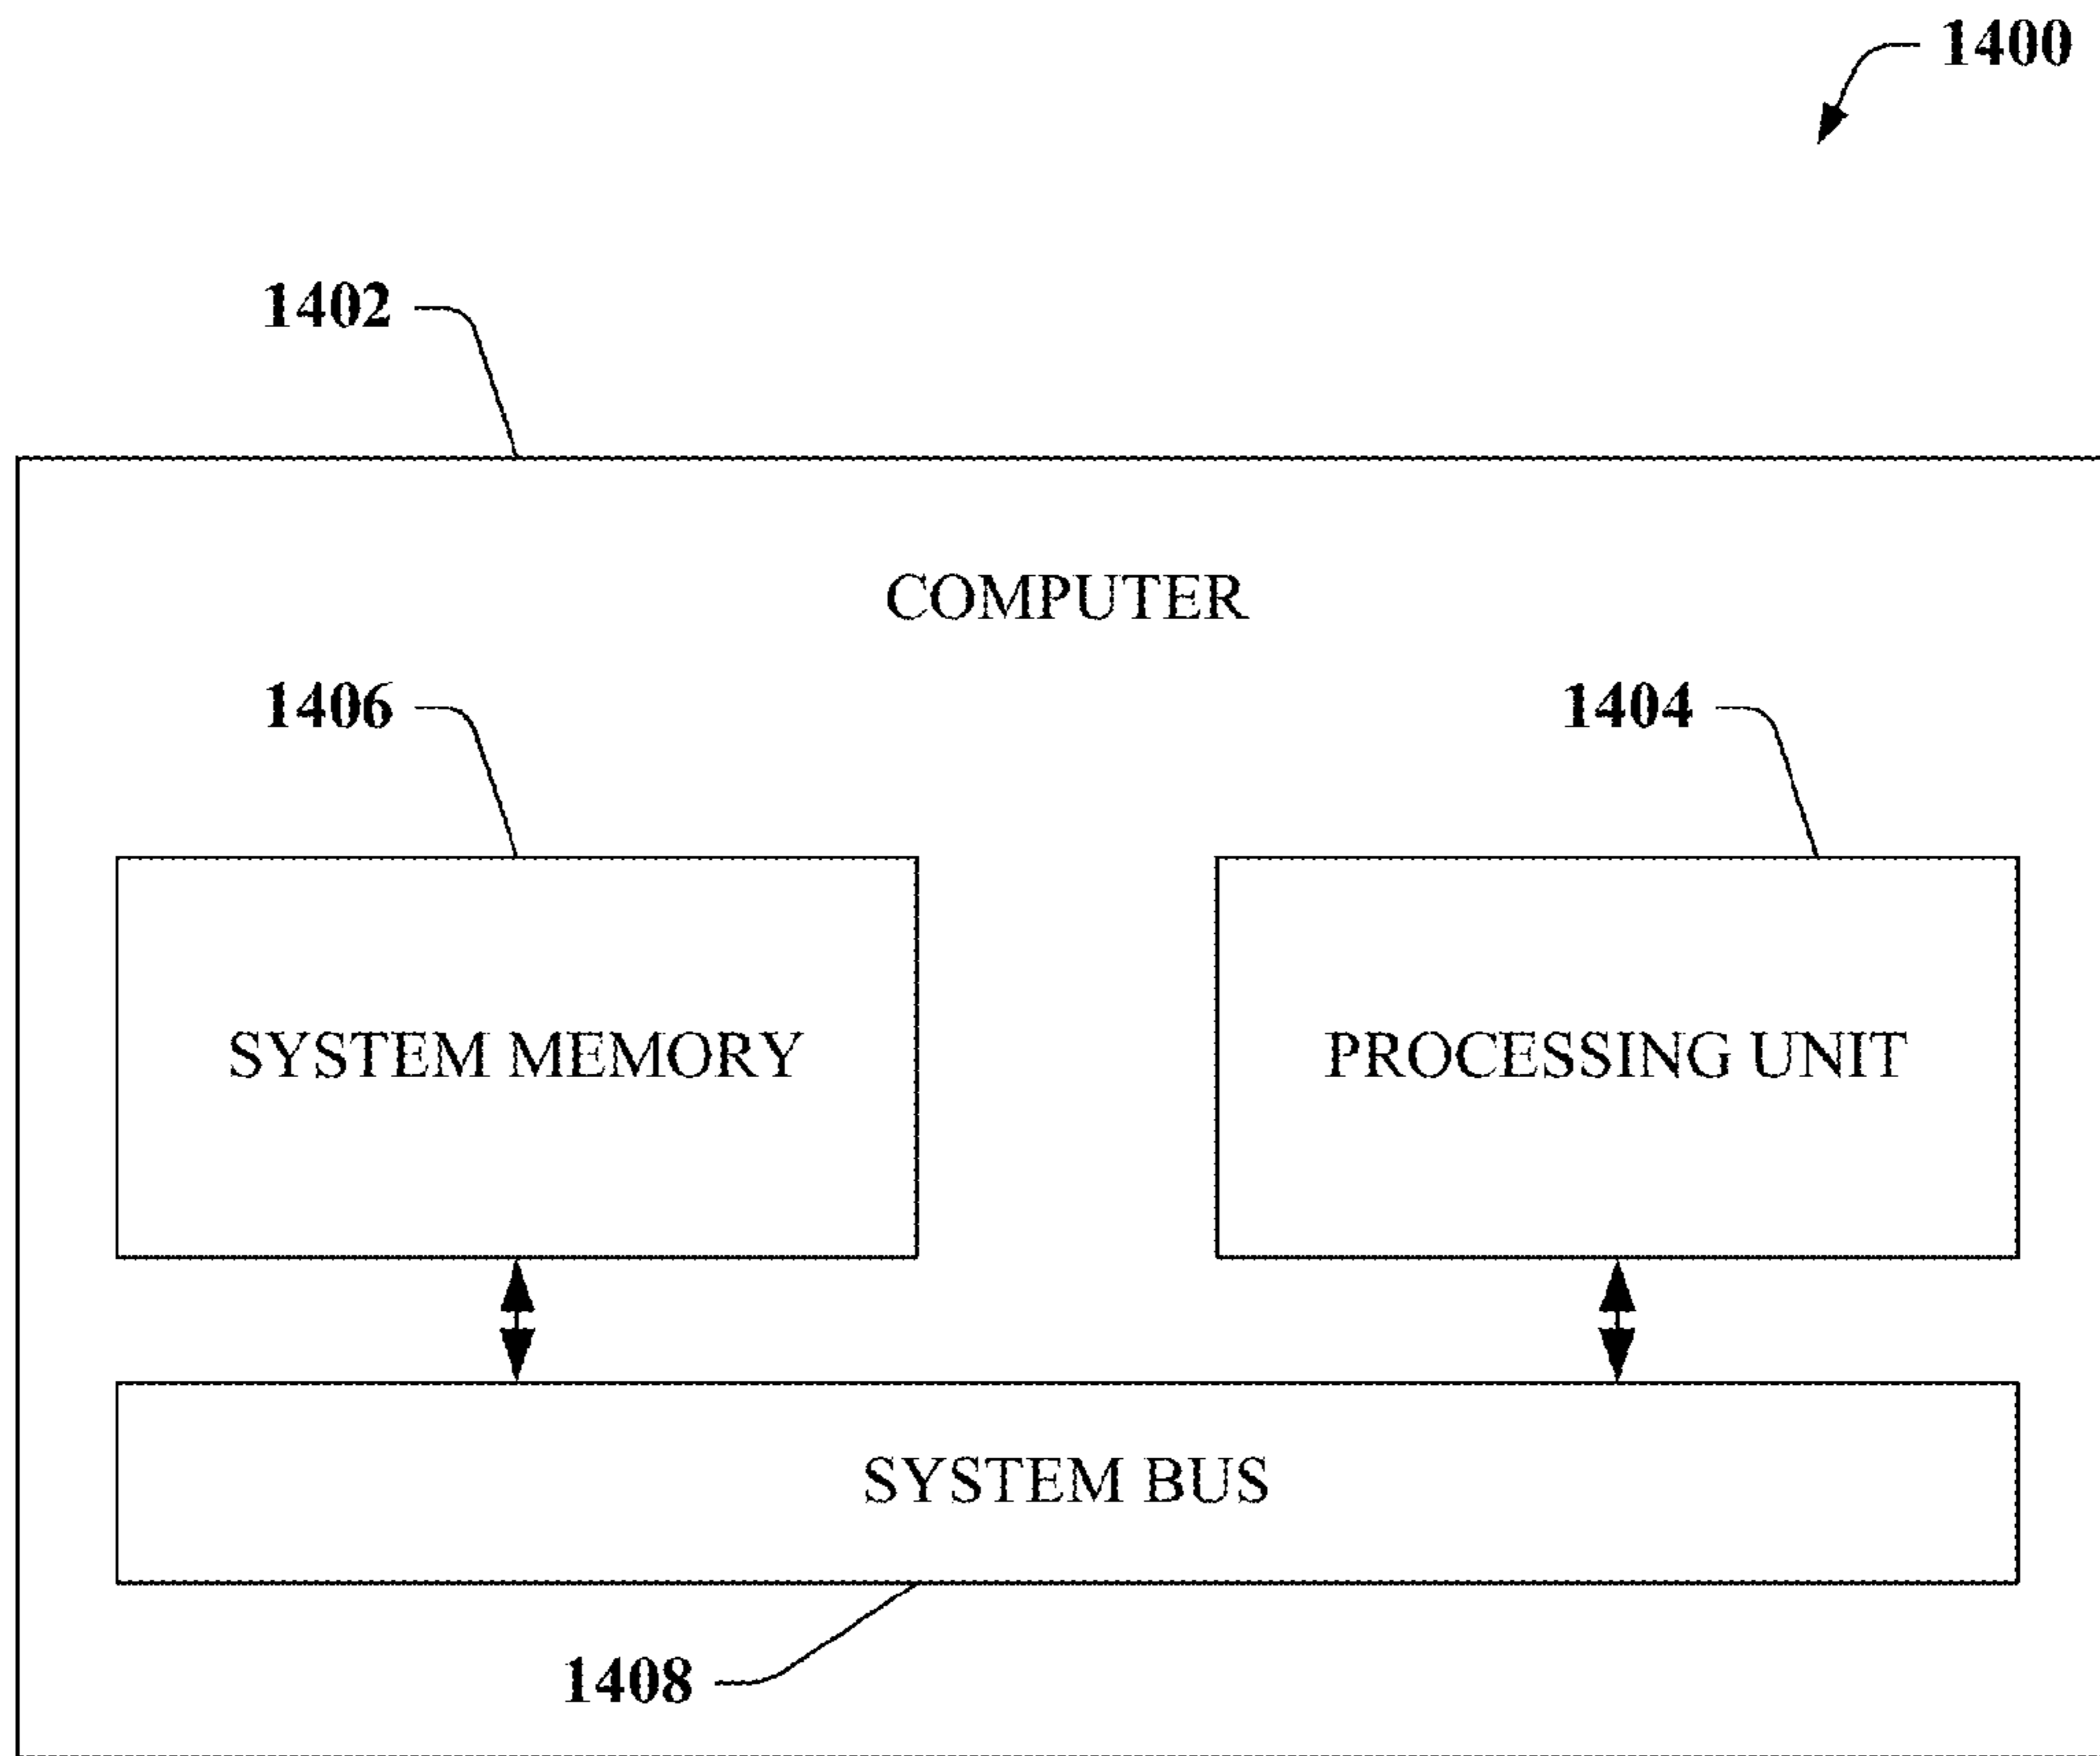 1400
1402
COMPUTER
1406
1404
SYSTEM MEMORY
PROCESSING UNIT
SYSTEM BUS
1408